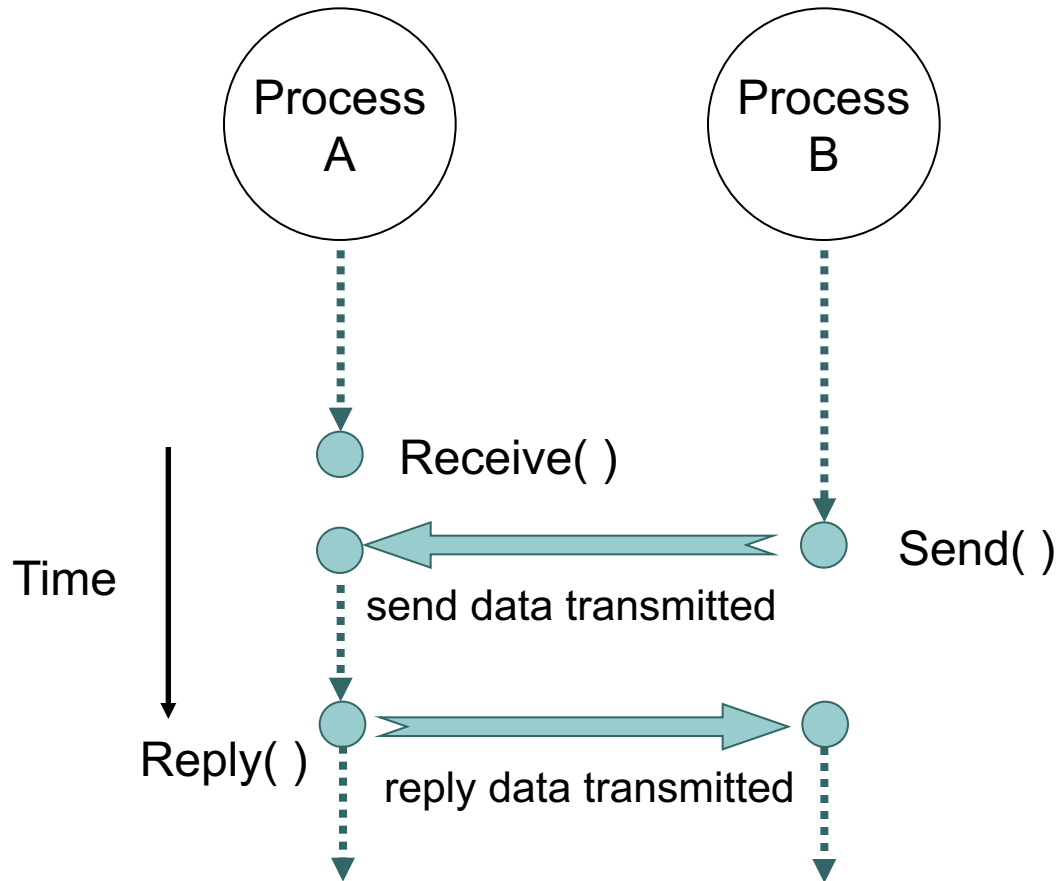 Process
A
Process
B
Receive( )
Send( )
Time
send data transmitted
Reply( )
reply data transmitted